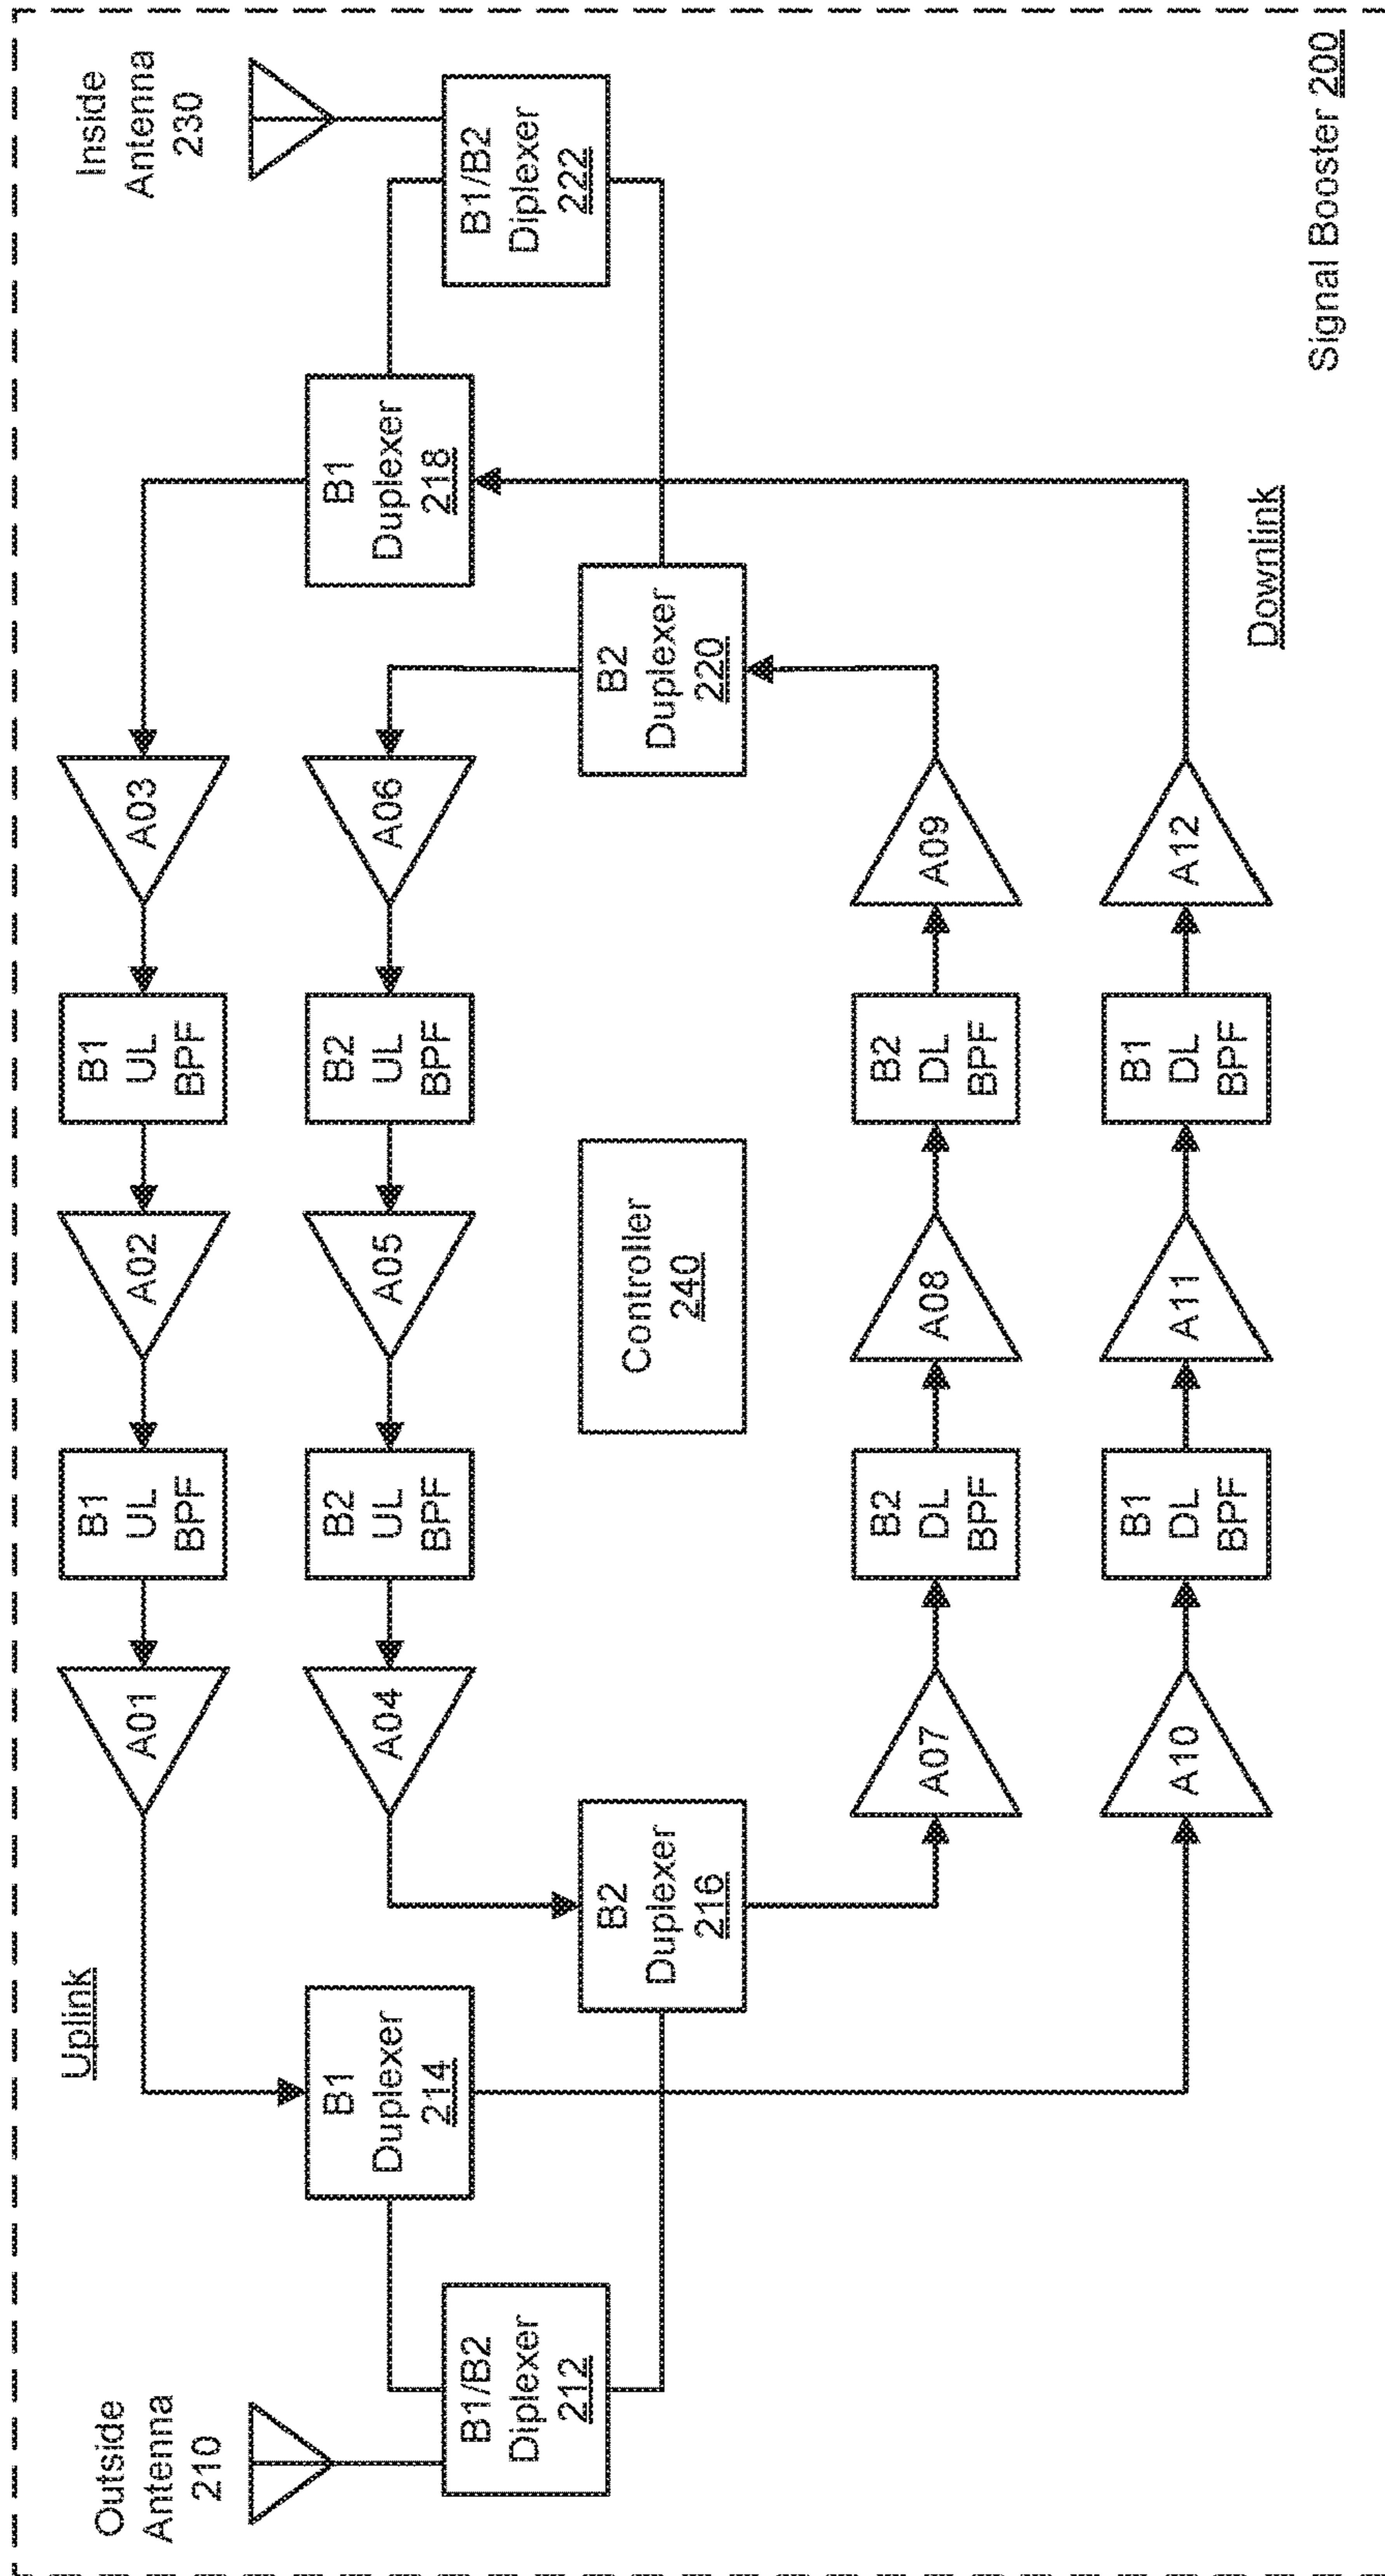 Outside
Antenna
210
Uplink
Inside
Antenna
230
A01
B1
UL
BPF
A02
B1
UL
BPF
A03
B1
Duplexer
214
A04
B2
UL
BPF
A05
B2
UL
BPF
A06
B1
Duplexer
218
B1/B2
Diplexer
212
B1/B2
Diplexer
222
B2
Duplexer
216
Controller
240
B2
Duplexer
220
A07
B2
DL
BPF
A08
B2
DL
BPF
A09
A10
B1
DL
BPF
A11
B1
DL
BPF
A12
Downlink
Signal Booster 200